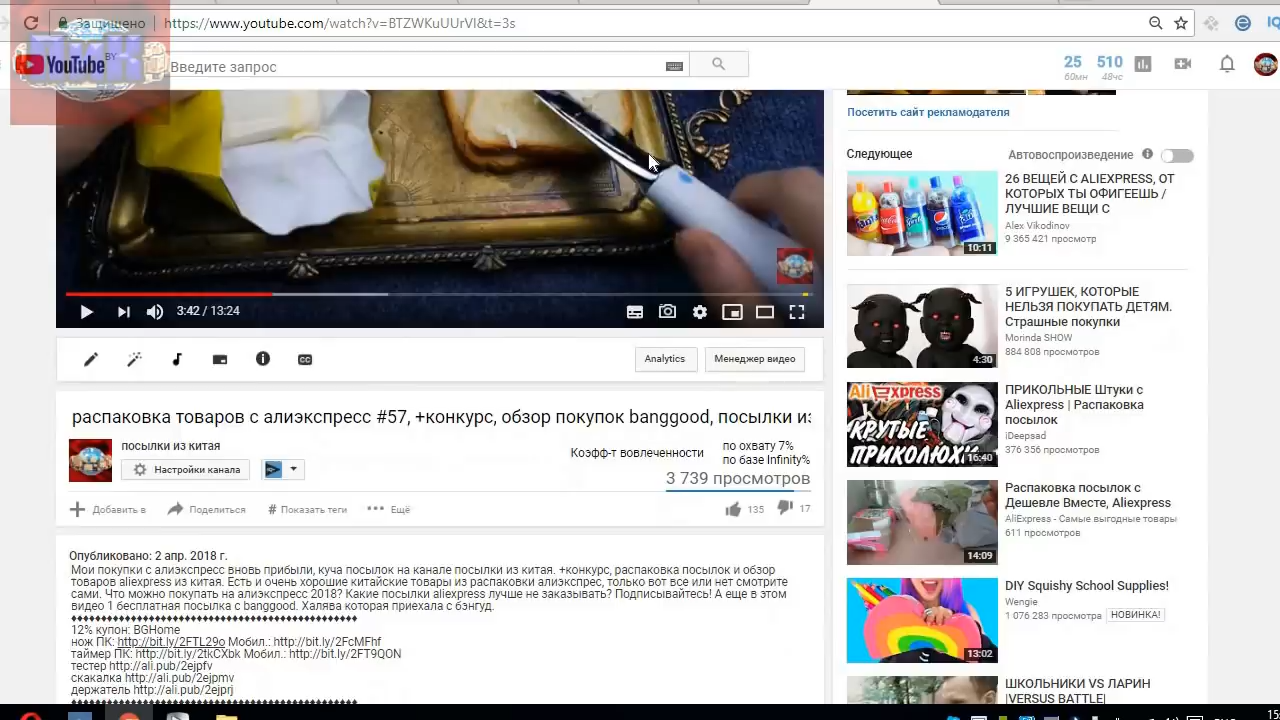 Защищено https://www.youtube.com/watch?v=BTZWKuUUrVI&t=3s
YouTube BY
Введите запрос
25 510
60мн 48чс
Посетить сайт рекламодателя
Следующее Автовоспроизведение
26 ВЕЩЕЙ С ALIEXPRESS, ОТ
КОТОРЫХ ТЫ ОФИГЕЕШЬ /
ЛУЧШИЕ ВЕЩИ С
Alex Vikodinov
9 365 421 просмотр
10:11
5 ИГРУШЕК, КОТОРЫЕ
НЕЛЬЗЯ ПОКУПАТЬ ДЕТЯМ.
Страшные покупки
Morinda SHOW
884 808 просмотров
4:30
AliExpress
КРУТЫЕ
ПРИКОЛЮХИ
16:40
ПРИКОЛЬНЫЕ Штуки с
Aliexpress | Распаковка
посылок
iDeepsad
376 356 просмотров
Распаковка посылок с
Дешевле Вместе, Aliexpress
AliExpress - Самые выгодные товары
611 просмотров
14:09
DIY Squishy School Supplies!
Wengie
1 076 283 просмотра НОВИНКА!
13:02
ШКОЛЬНИКИ VS ЛАРИН
|VERSUS BATTLE|
3:42 / 13:24
Analytics Менеджер видео
распаковка товаров с алиэкспресс #57, +конкурс, обзор покупок banggood, посылки из
посылки из китая
Настройки канала
Коэфф-т вовлеченности
по охвату 7%
по базе Infinity%
3 739 просмотров
Добавить в Поделиться # Показать теги Ещё 135 17
Опубликовано: 2 апр. 2018 г.
Мои покупки с алиэкспресс вновь прибыли, куча посылок на канале посылки из китая. +конкурс, распаковка посылок и обзор
товаров aliexpress из китая. Есть и очень хорошие китайские товары из распаковки алиэкспрес, только вот все или нет смотрите
сами. Что можно покупать на алиэкспресс 2018? Какие посылки aliexpress лучше не заказывать? Подписывайтесь! А еще в этом
видео 1 бесплатная посылка с banggood халява которая приехала с бэнгуд.
♦♦♦♦♦♦♦♦♦♦♦♦♦♦♦♦♦♦♦♦♦♦♦♦♦♦♦♦♦♦♦♦♦♦♦♦♦♦♦♦♦♦
12% купон: BGHome
нож ПК: http://bit.ly/2FTL29o Мобил.: http://bit.ly/2FcMFhf
таймер ПК: http://bit.ly/2tkCXbk Мобил.: http://bit.ly/2FT9QON
тестер http://ali.pub/2ejpfv
скакалка http://ali.pub/2ejpmv
держатель http://ali.pub/2ejprj
♦♦♦♦♦♦♦♦♦♦♦♦♦♦♦♦♦♦♦♦♦♦♦♦♦♦♦♦♦♦♦♦♦♦♦♦♦♦♦♦♦♦